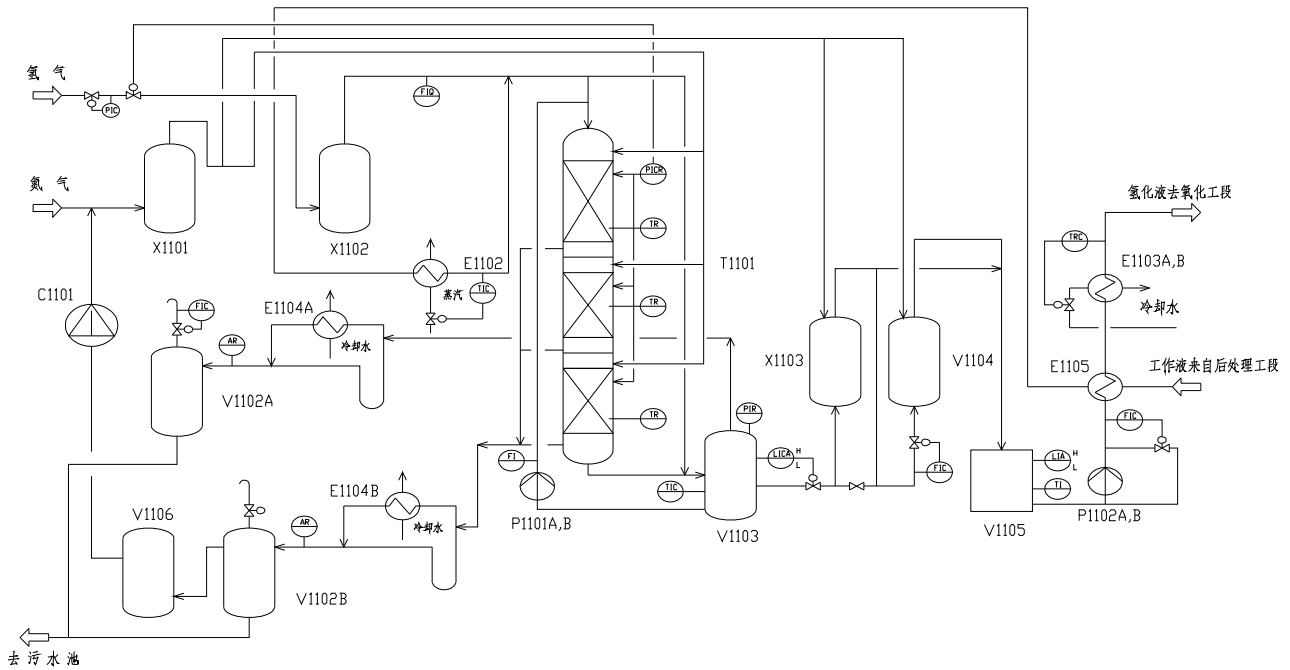 氢 气
PIC
FIQ
PICR
氮 气
X1101
X1102
TR
氢化液去氧化工段
TRC
E1103A,B
冷却水
E1102
蒸汽
TIC
T1101
C1101
FIC
E1104A
冷却水
AR
V1102A
TR
X1103
V1104
E1105
工作液来自后处理工段
FIC
TR
PIR
FI
LICA
H
L
TIC
FIC
LIA
H
L
TI
P1101A,B
V1103
V1105
P1102A,B
E1104B
冷却水
AR
V1106
V1102B
去 污 水 池